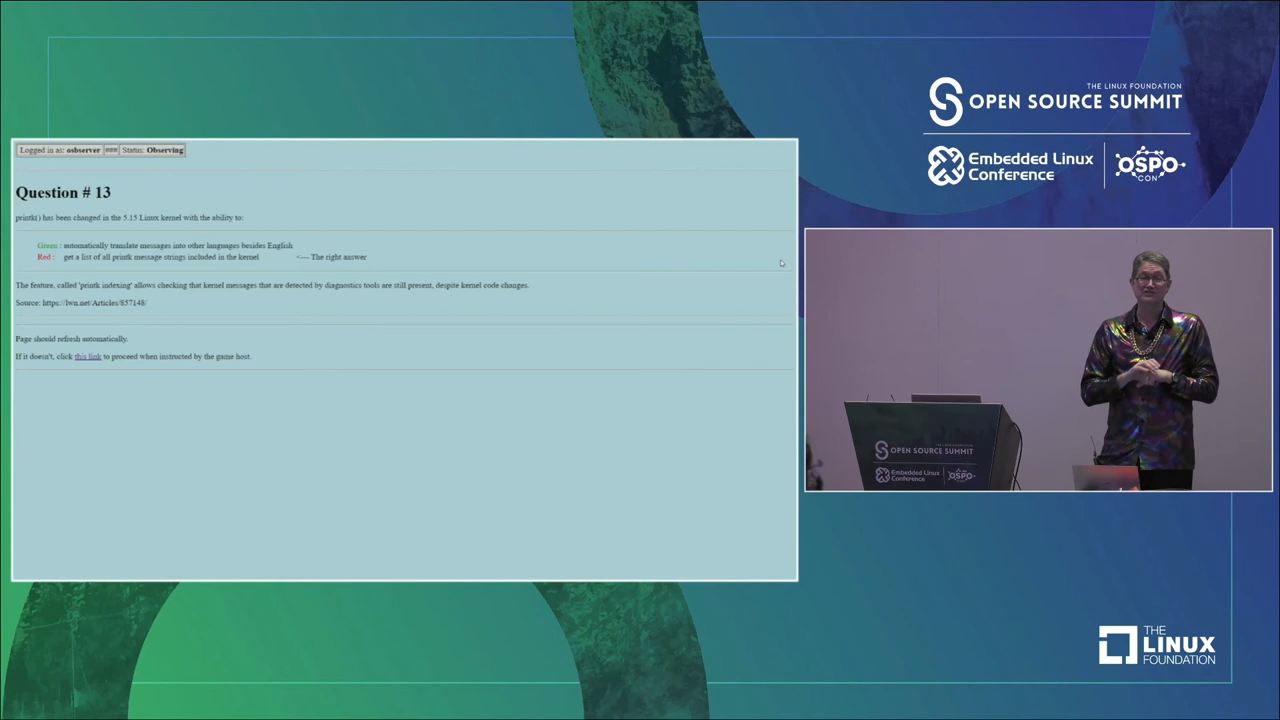 THE LINUX FOUNDATION
OPEN SOURCE SUMMIT
Embedded Linux
Conference
OSPO
CON
Logged in as: osbserver ### Status: Observing
Question # 13
printk() has been changed in the 5.15 Linux kernel with the ability to:
Green : automatically translate messages into other languages besides English
Red : get a list of all printk message strings included in the kernel <--- The right answer
The feature, called 'printk indexing' allows checking that kernel messages that are detected by diagnostics tools are still present, despite kernel code changes.
Source: https://lwn.net/Articles/857148/
Page should refresh automatically.
If it doesn't, click this link to proceed when instructed by the game host.
OPEN SOURCE SUMMIT
Embedded Linux
Conference
OSPO
CON
THE
LINUX
FOUNDATION